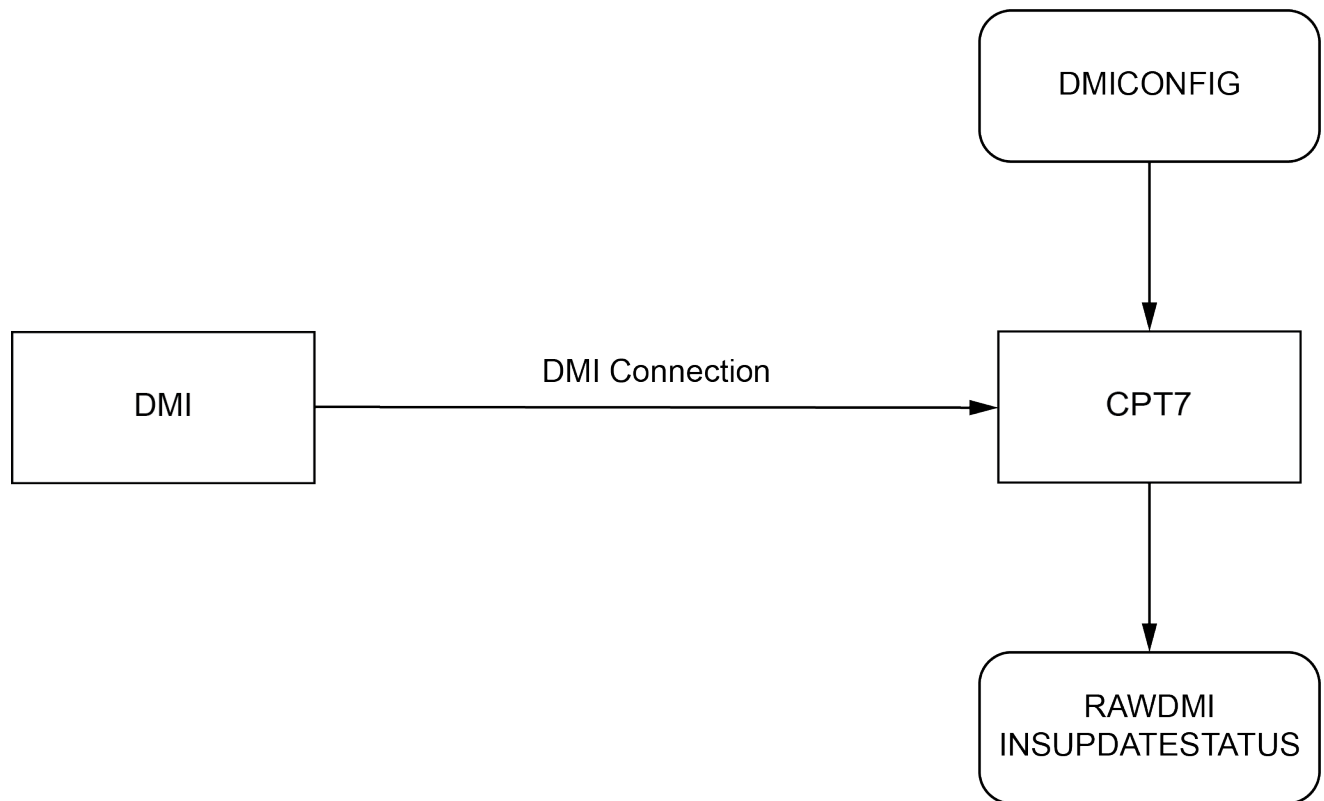 DMICONFIG
DMI Connection
DMI
CPT7
RAWDMI
INSUPDATESTATUS